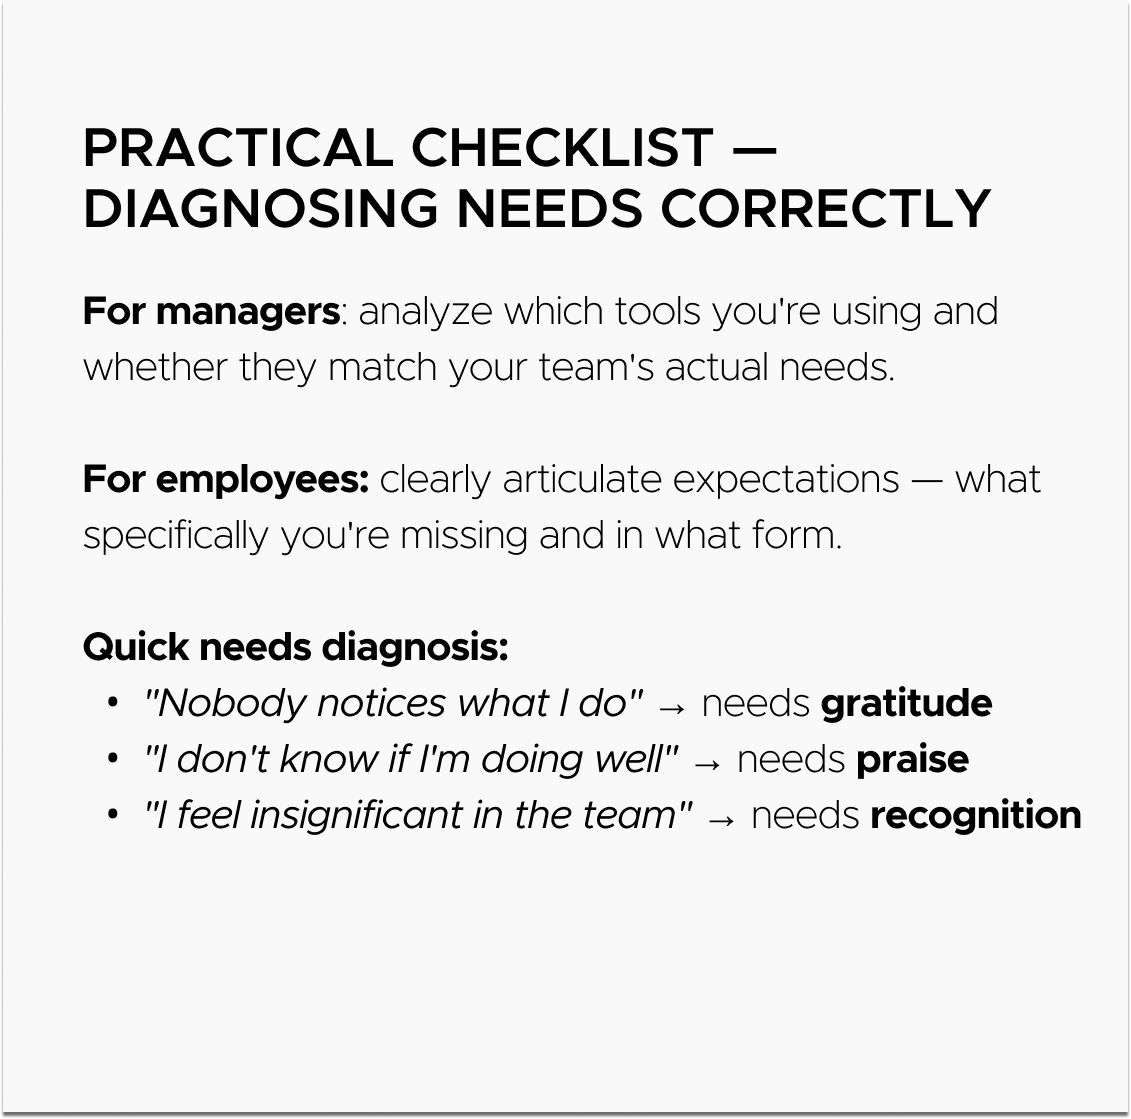 PRACTICAL CHECKLIST —
DIAGNOSING NEEDS CORRECTLY
For managers: analyze which tools you're using and
whether they match your team's actual needs.
For employees: clearly articulate expectations — what
specifically you're missing and in what form.
Quick needs diagnosis:
• "Nobody notices what I do" → needs gratitude
• "I don't know if I'm doing well" → needs praise
• "I feel insignificant in the team" → needs recognition